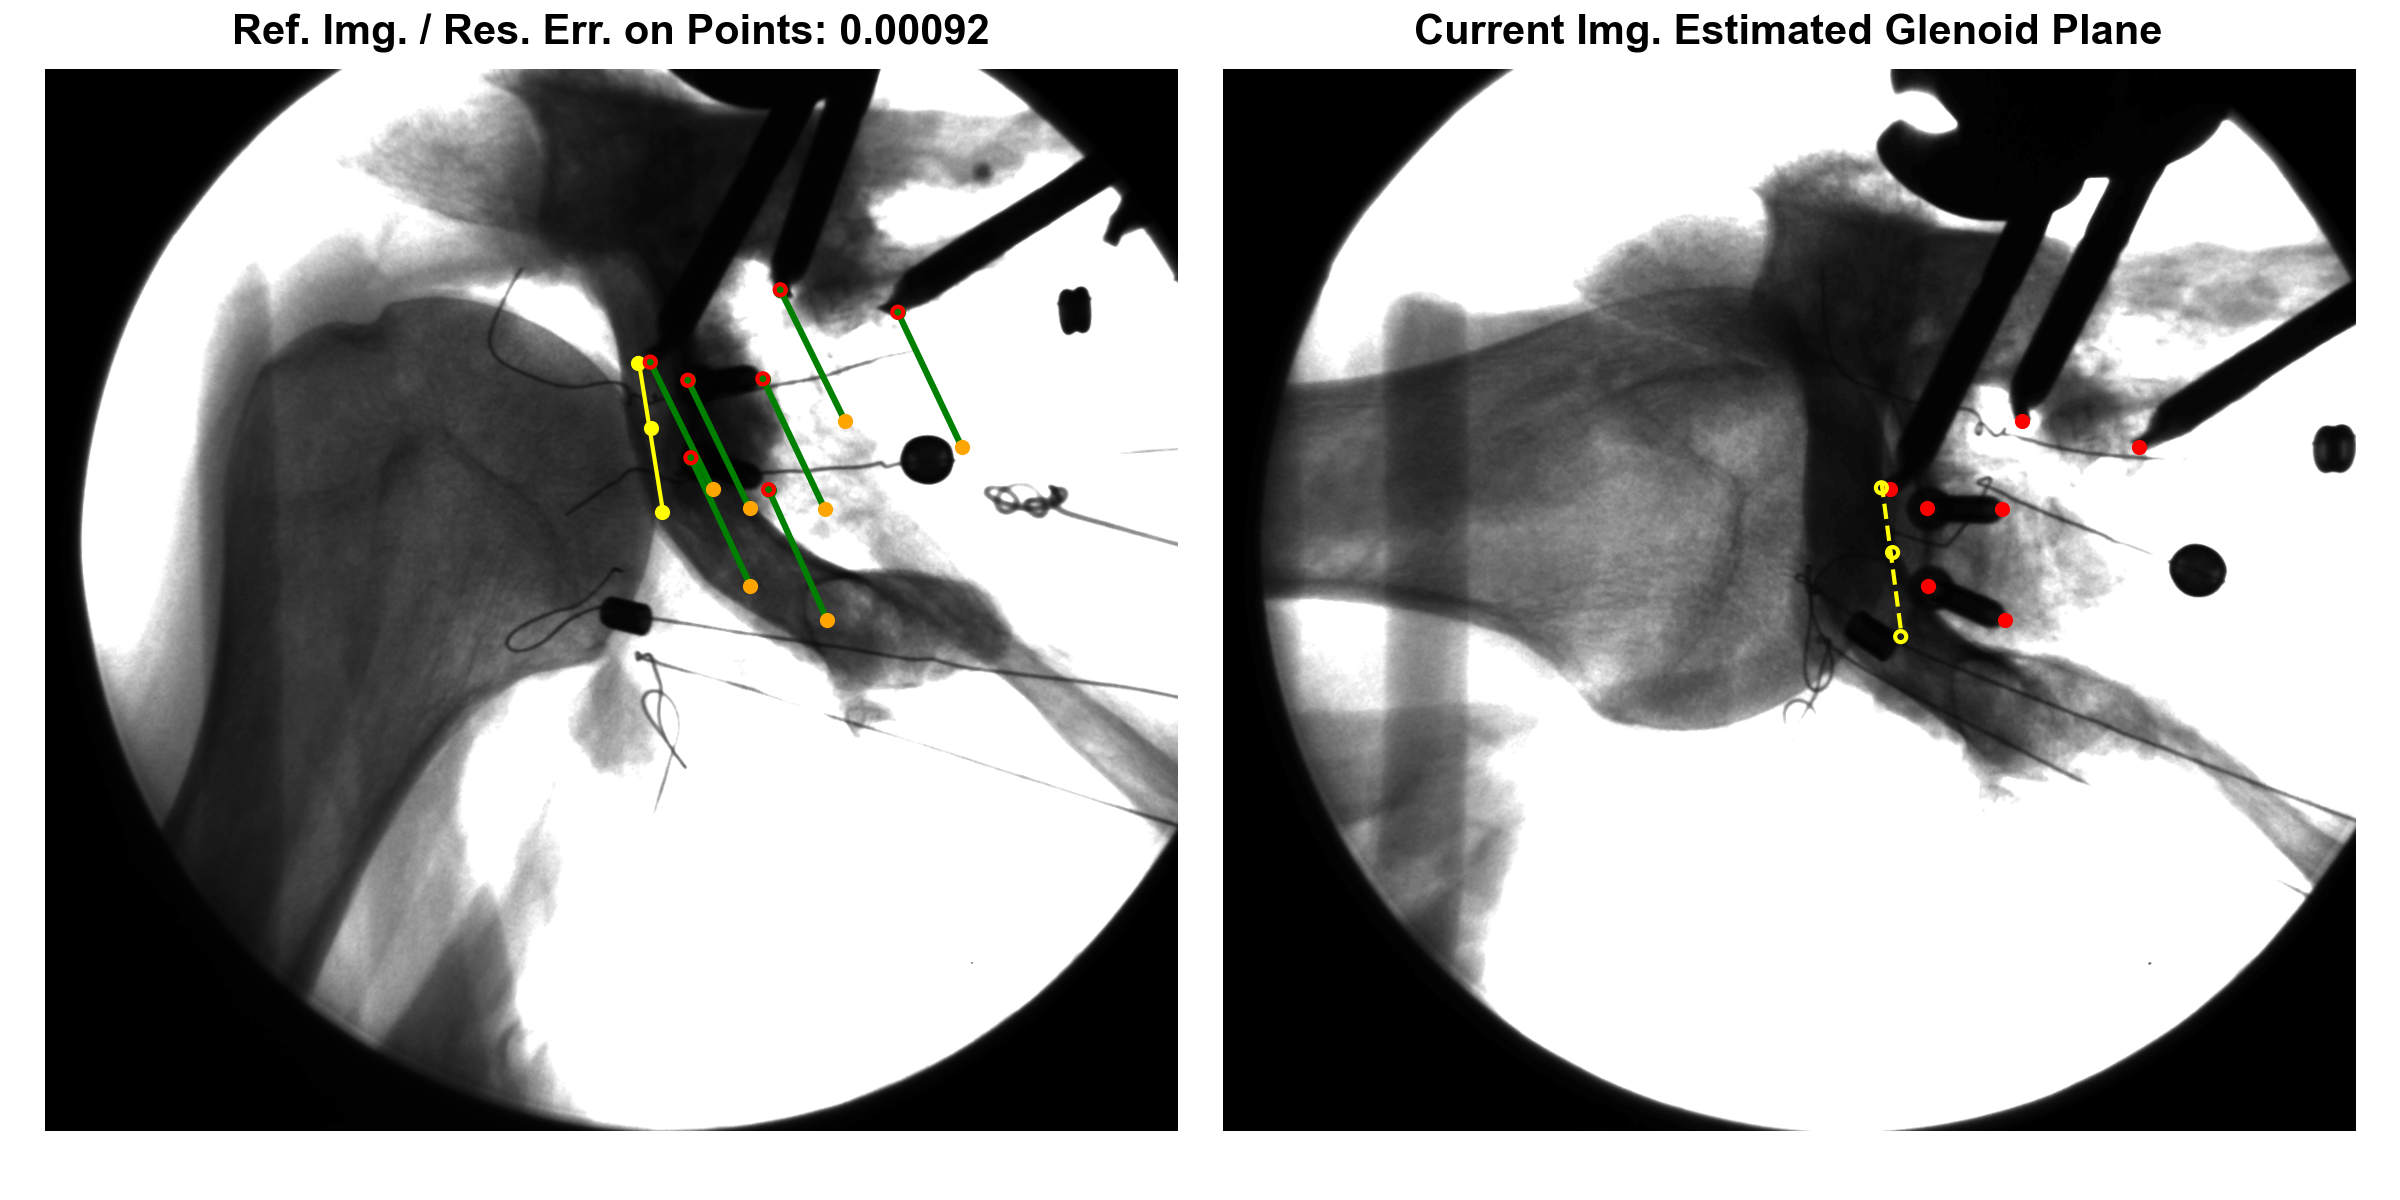 Ref. Img. / Res. Err. on Points: 0.00092
Current Img. Estimated Glenoid Plane